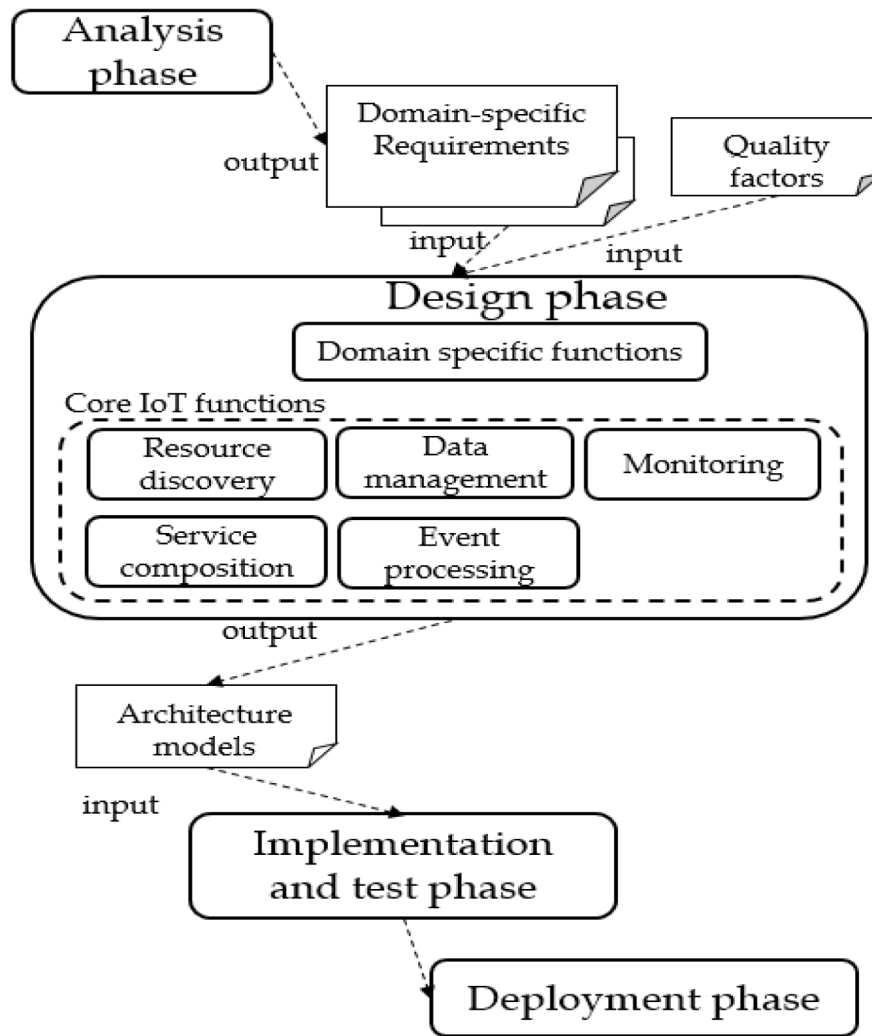 Analysis
phase
Domain-specific
Requirements
output
Quality
factors
input
input
Design phase
Domain specific functions
Core IoT functions
Resource
discovery
Data
management
Monitoring
Service
composition
Event
processing
output
Architecture
models
input
Implementation
and test phase
Deployment phase